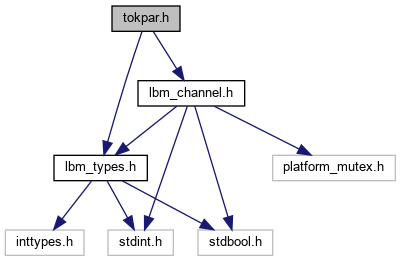 tokpar.h
lbm_channel.h
lbm_types.h
platform_mutex.h
inttypes.h
stdint.h
stdbool.h